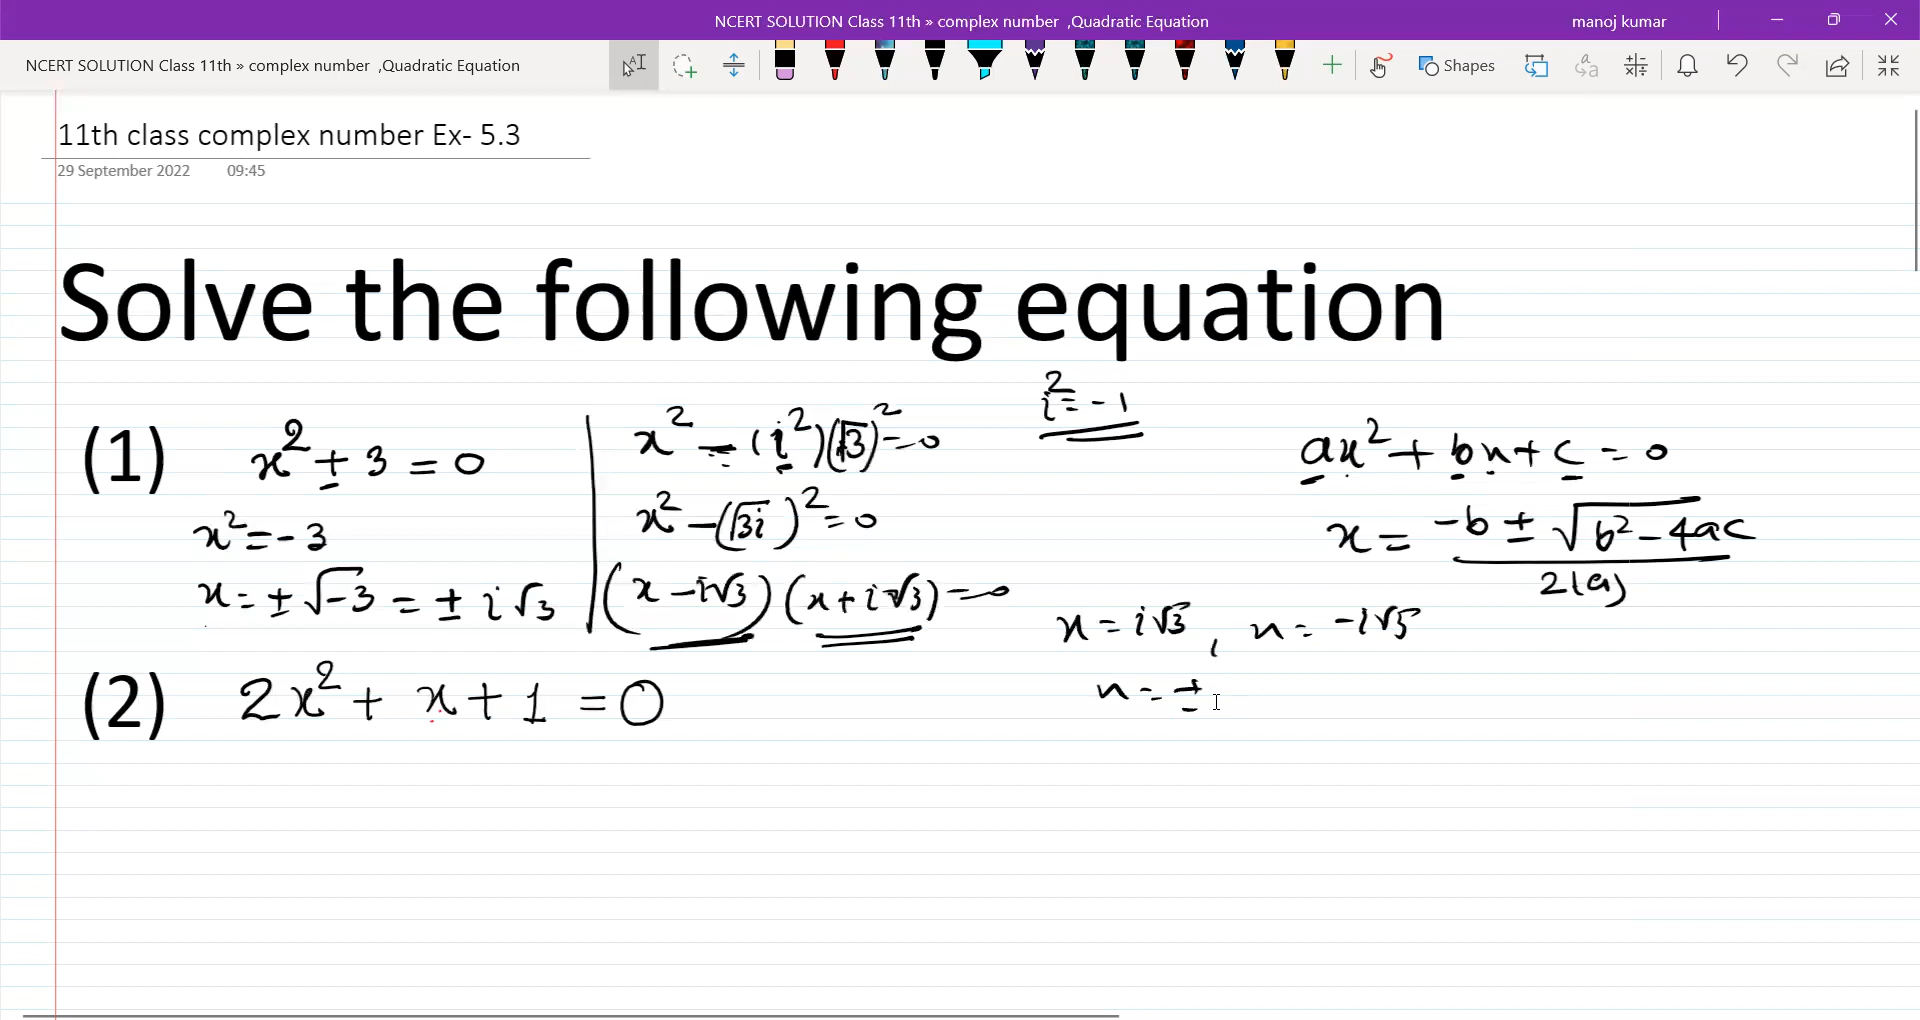 NCERT SOLUTION Class 11th » complex number ,Quadratic Equation
manoj kumar
NCERT SOLUTION Class 11th » complex number ,Quadratic Equation
Shapes
11th class complex number Ex- 5.3
29 September 2022 09:45
Solve the following equation
(1) x² + 3 = 0
x² = -3
x = ± √-3 = ± i√3
x² - (i²)(√3)² = 0
x² - (√3i)² = 0
(x - i√3)(x + i√3) = 0
i² = -1
x = i√3 , x = -i√3
x = ±
ax² + bx + c = 0
x = -b ± √b² - 4ac
2(a)
(2) 2x² + x + 1 = 0